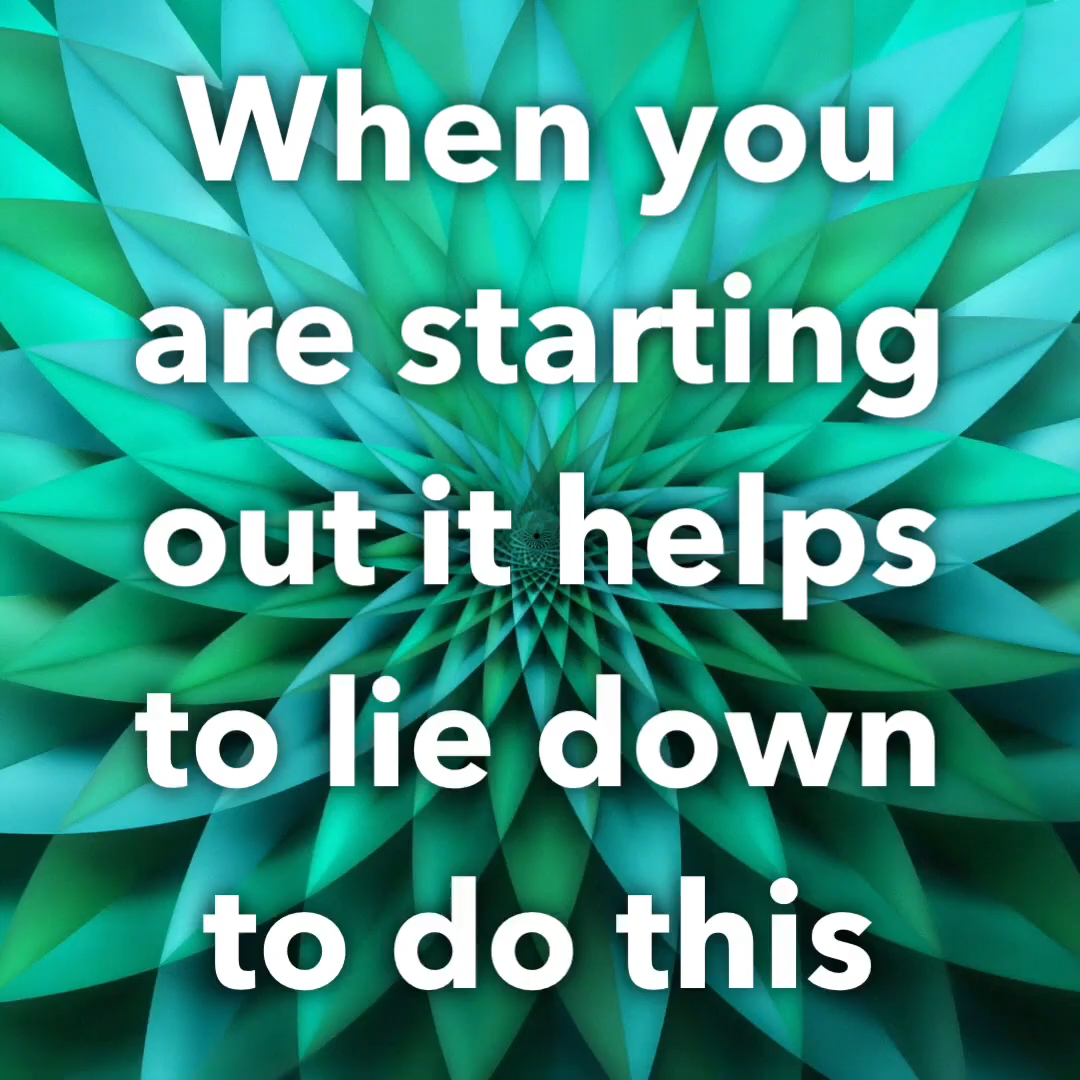 When you
are starting
out it helps
to lie down
to do this